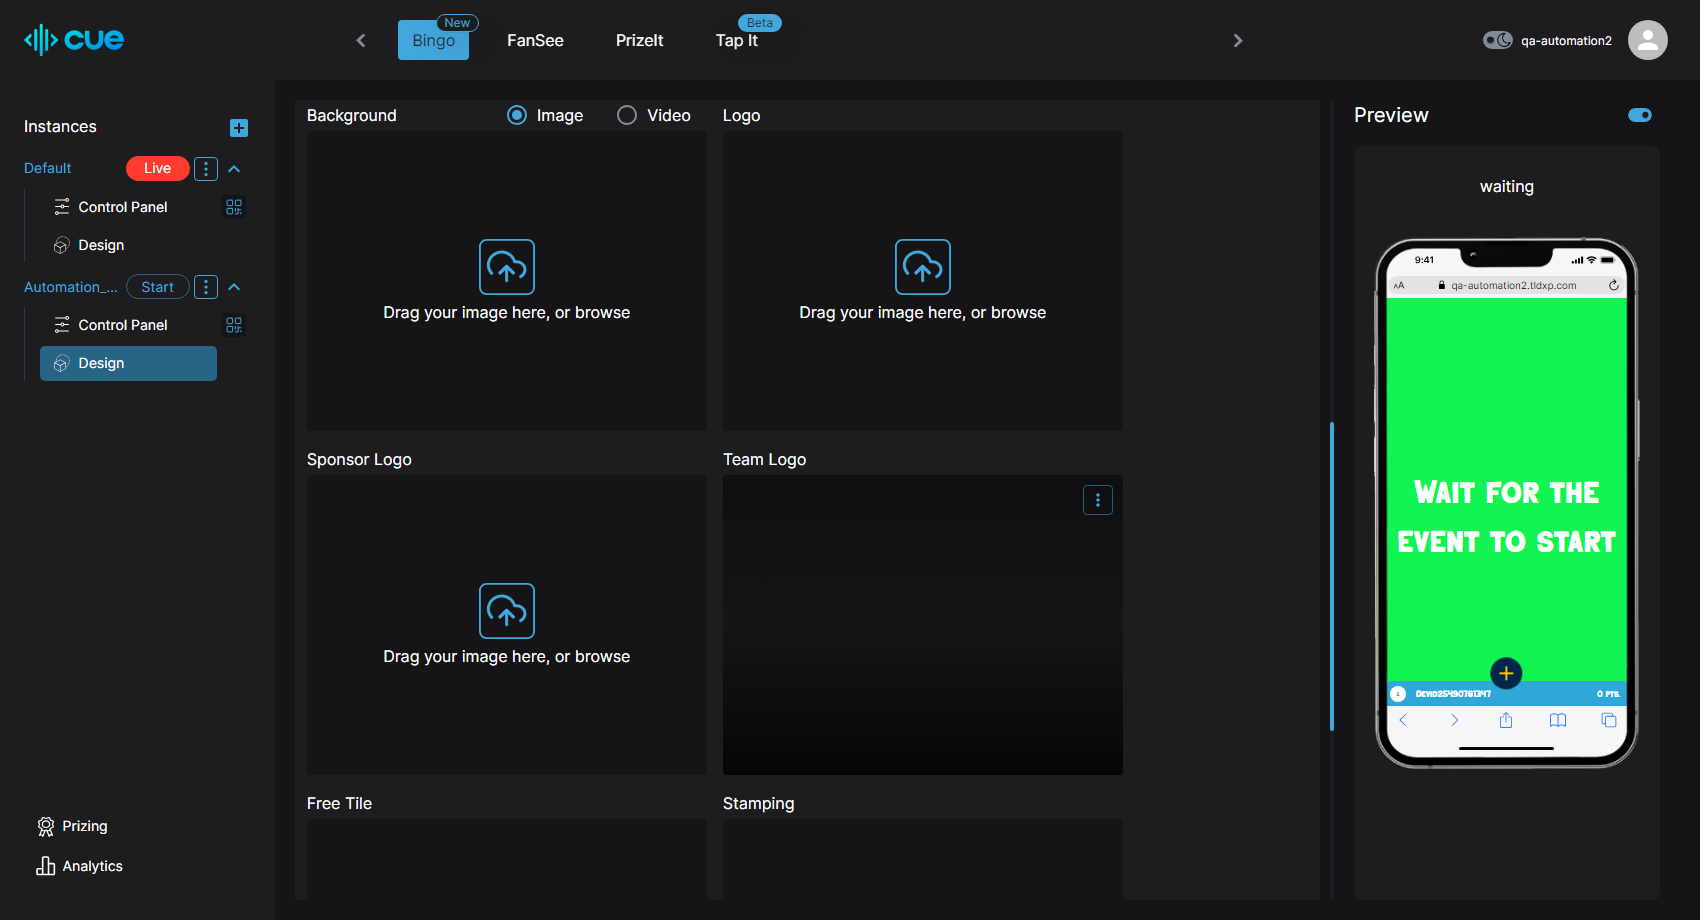 cue
Bingo
New
FanSee
PrizeIt
Tap It
Beta
qa-automation2
Instances
Default
Live
Control Panel
Design
Automation_...
Start
Control Panel
Design
Prizing
Analytics
Background
Image
Video
Logo
Drag your image here, or browse
Drag your image here, or browse
Sponsor Logo
Team Logo
Drag your image here, or browse
Free Tile
Stamping
Preview
waiting
9:41
AA
qa-automation2.tldxp.com
Wait for the
event to start
DEVID25490781347
0 PTS.